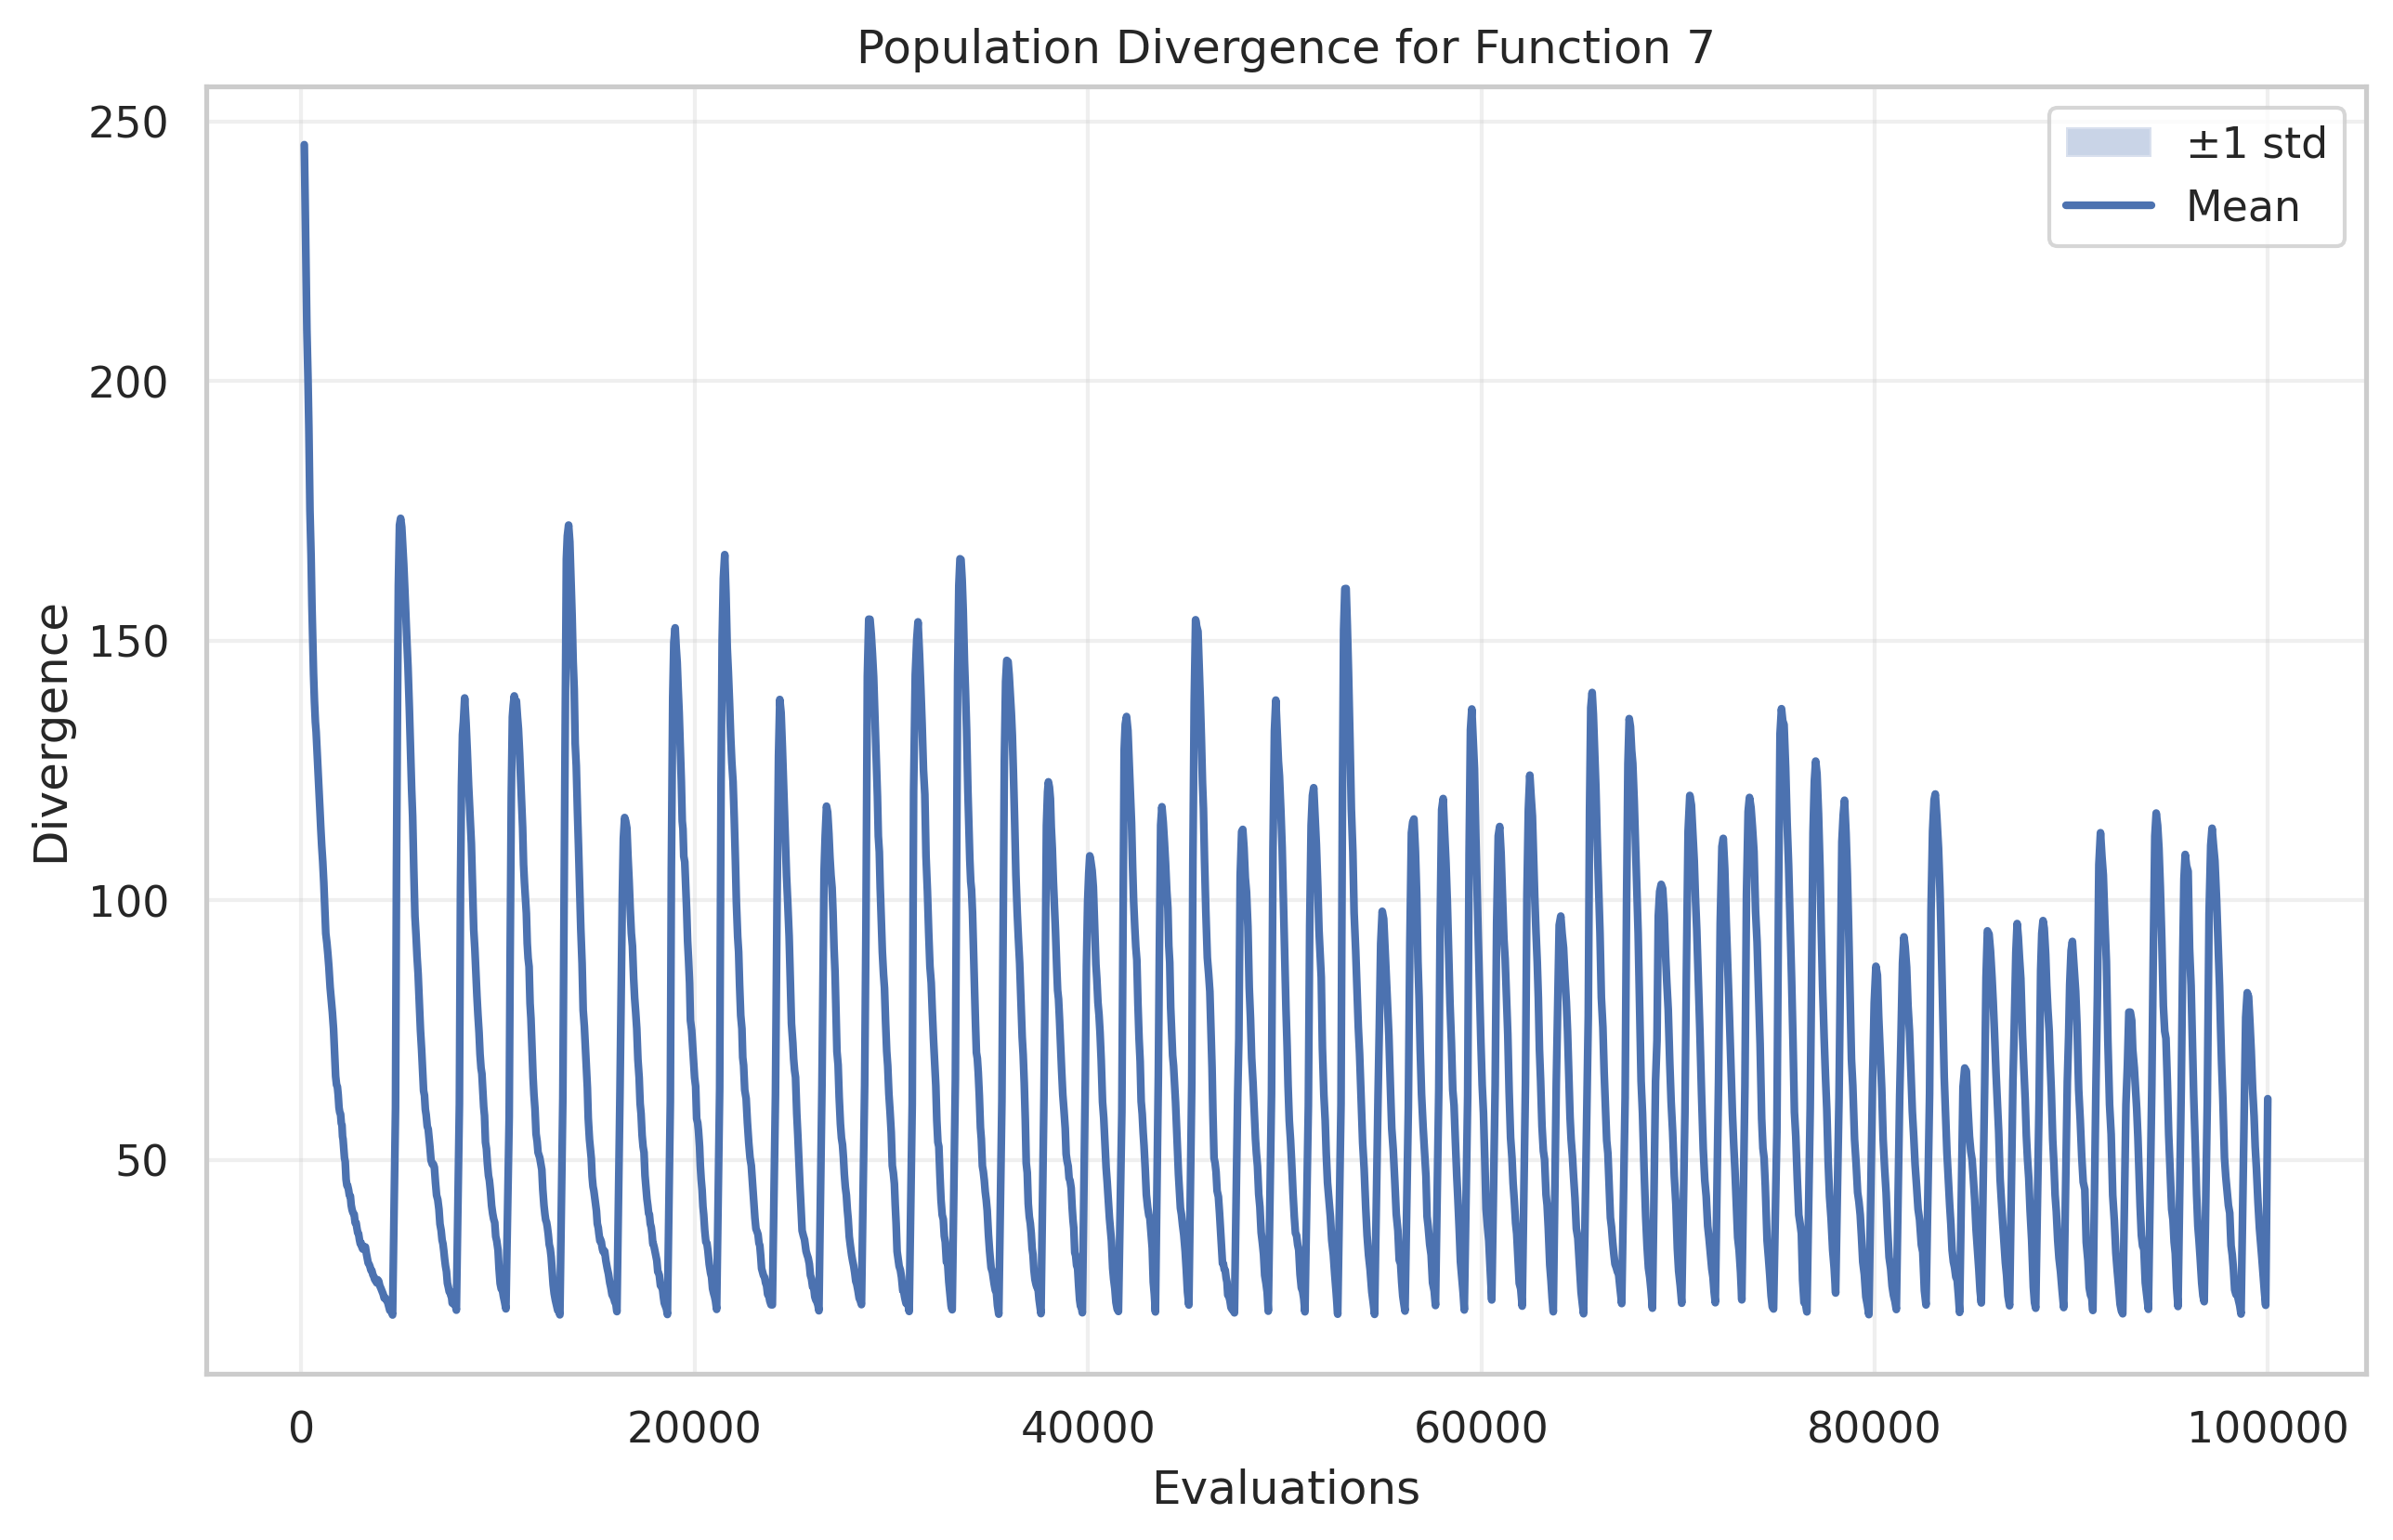 Population Divergence for Function 7
±1 std
Mean
Divergence
250
200
150
100
50
0
20000
40000
60000
80000
100000
Evaluations